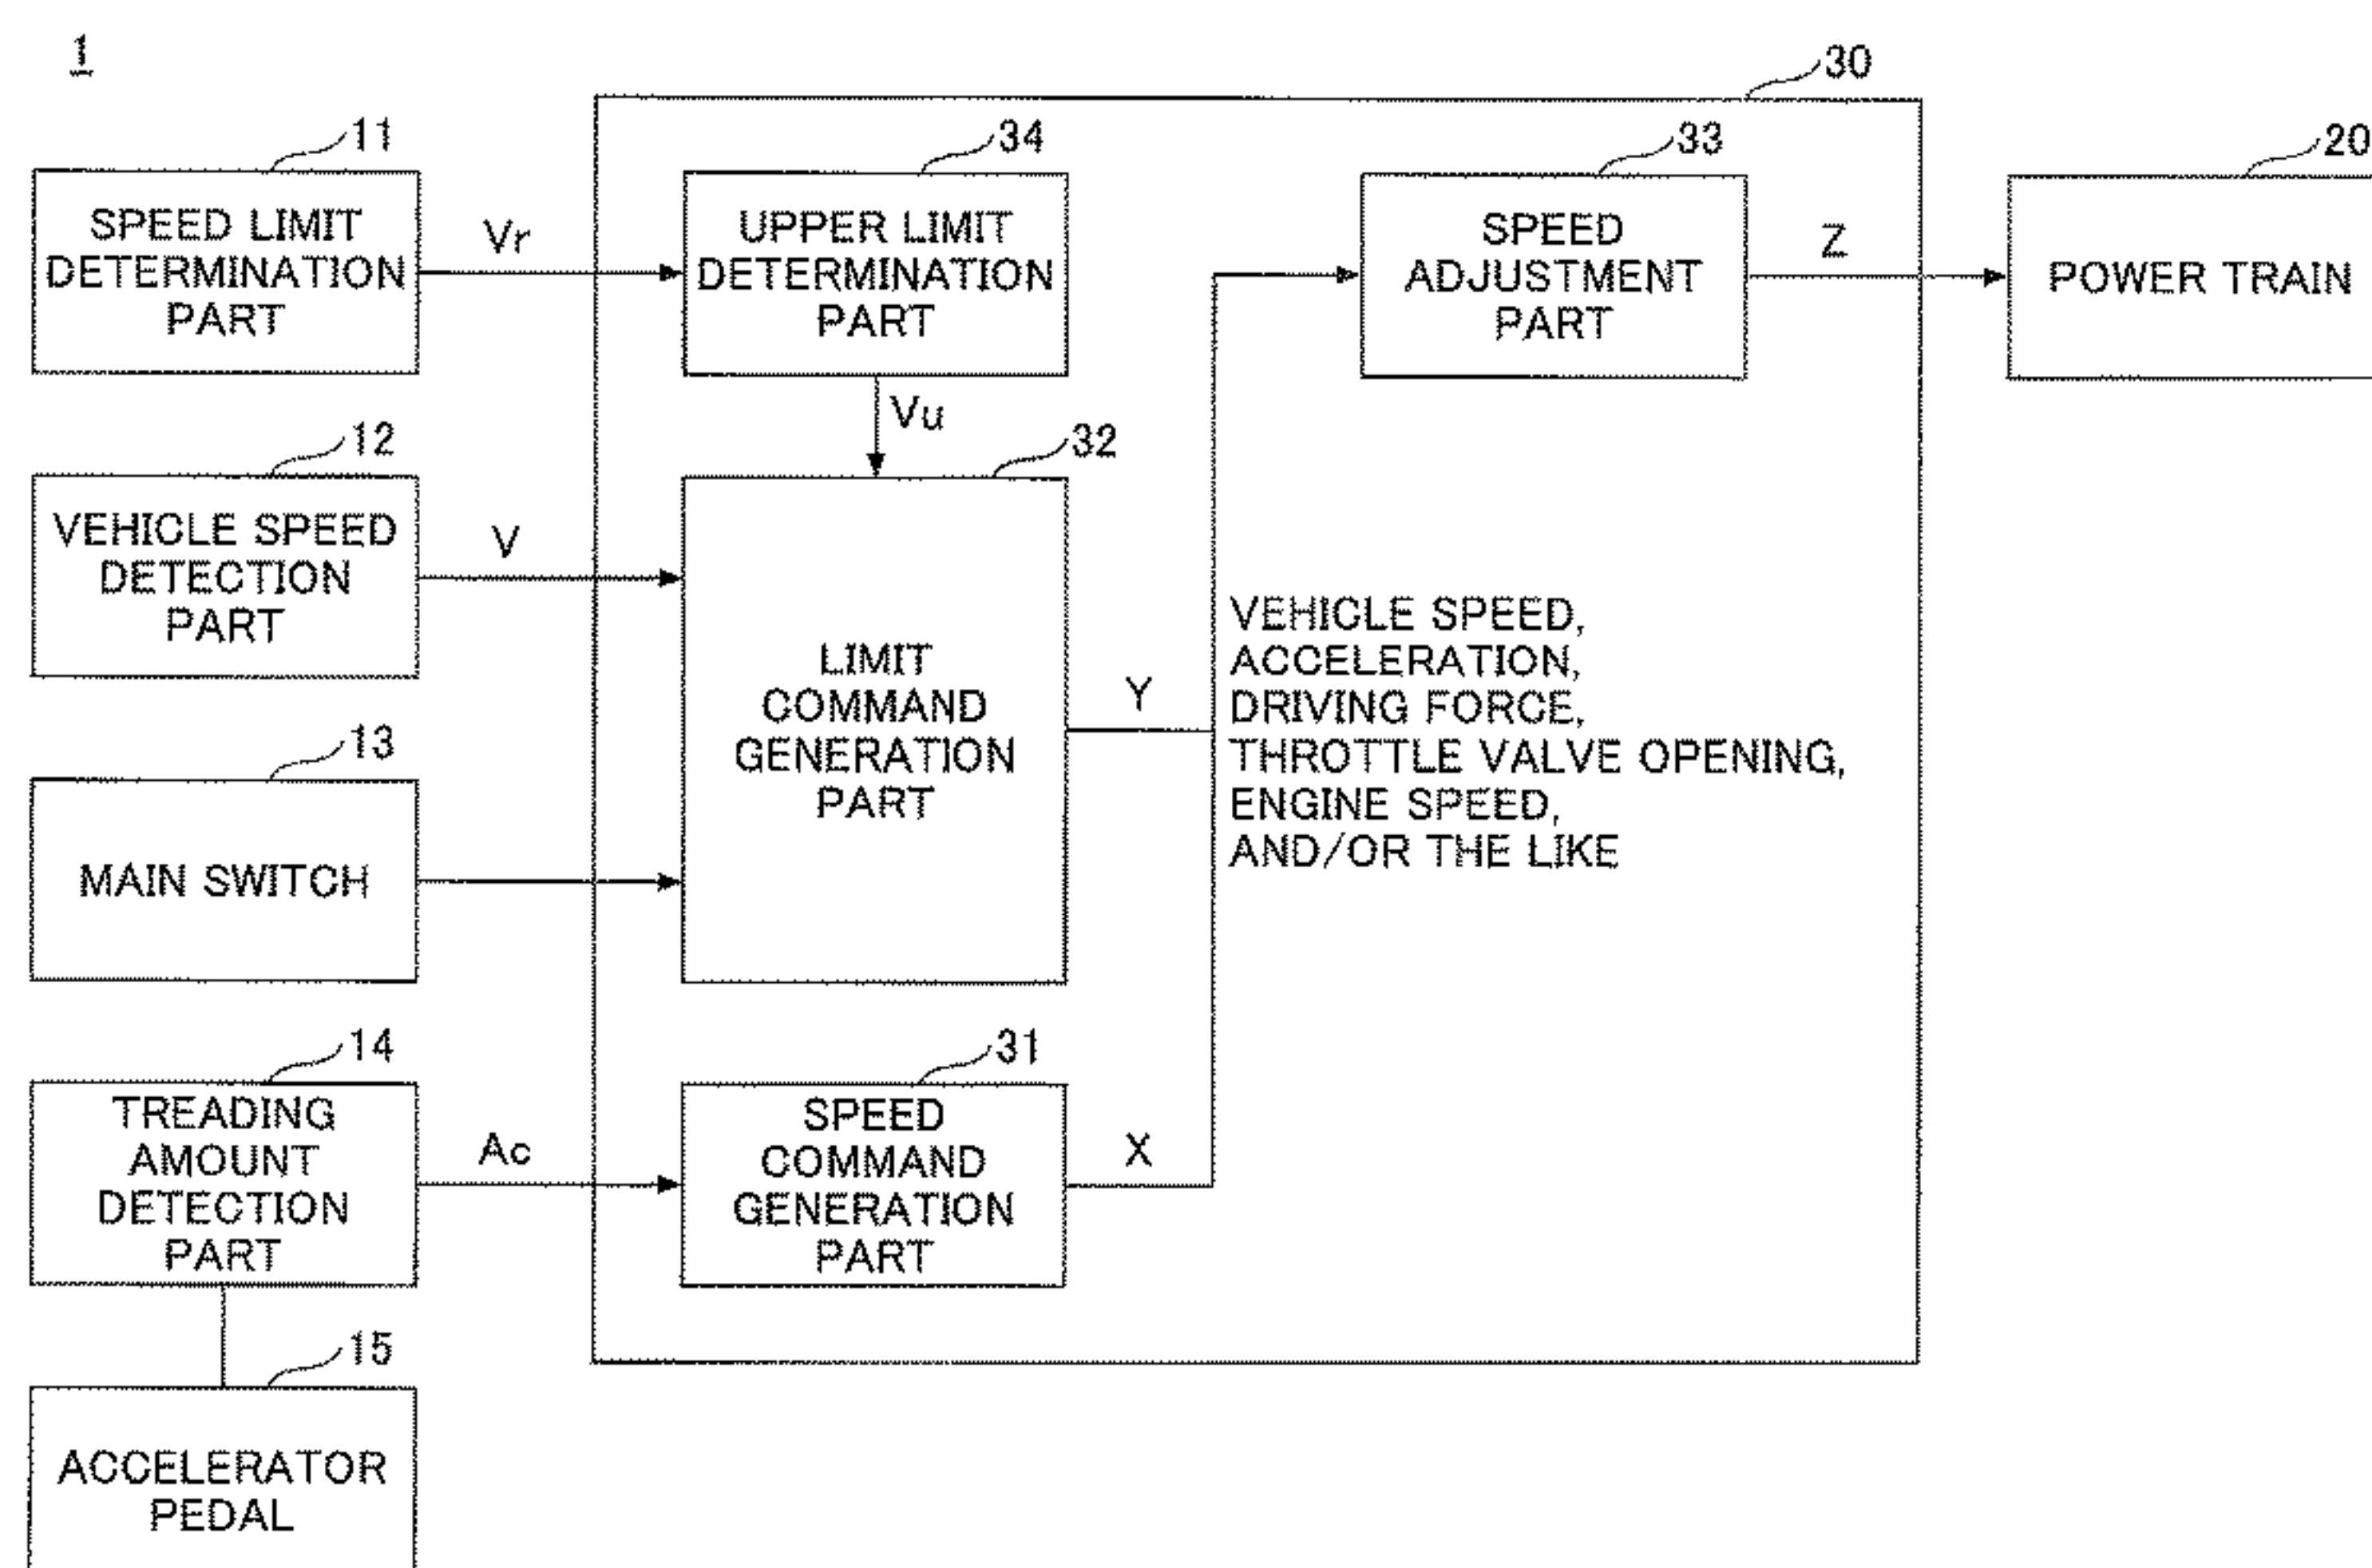 1
30
11
34
33
20
SPEED LIMIT
DETERMINATION
PART
Vr
UPPER LIMIT
DETERMINATION
PART
SPEED
ADJUSTMENT
PART
Z
POWER TRAIN
Vu
12
32
VEHICLE SPEED
DETECTION
PART
V
LIMIT
COMMAND
GENERATION
PART
Y
VEHICLE SPEED,
ACCELERATION,
DRIVING FORCE,
THROTTLE VALVE OPENING,
ENGINE SPEED,
AND/OR THE LIKE
13
MAIN SWITCH
14
31
TREADING
AMOUNT
DETECTION
PART
Ac
SPEED
COMMAND
GENERATION
PART
X
15
ACCELERATOR
PEDAL